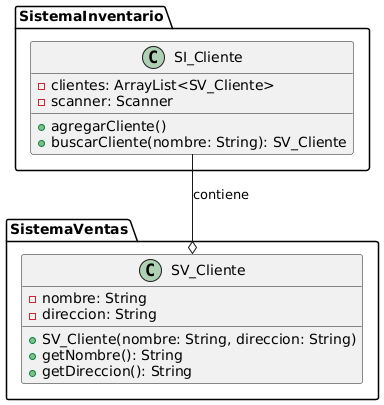 SistemaInventario
C SI_Cliente
clientes: ArrayList<SV_Cliente>
scanner: Scanner
agregarCliente()
buscarCliente(nombre: String): SV_Cliente
contiene
SistemaVentas
C SV_Cliente
nombre: String
direccion: String
SV_Cliente(nombre: String, direccion: String)
getNombre(): String
getDireccion(): String